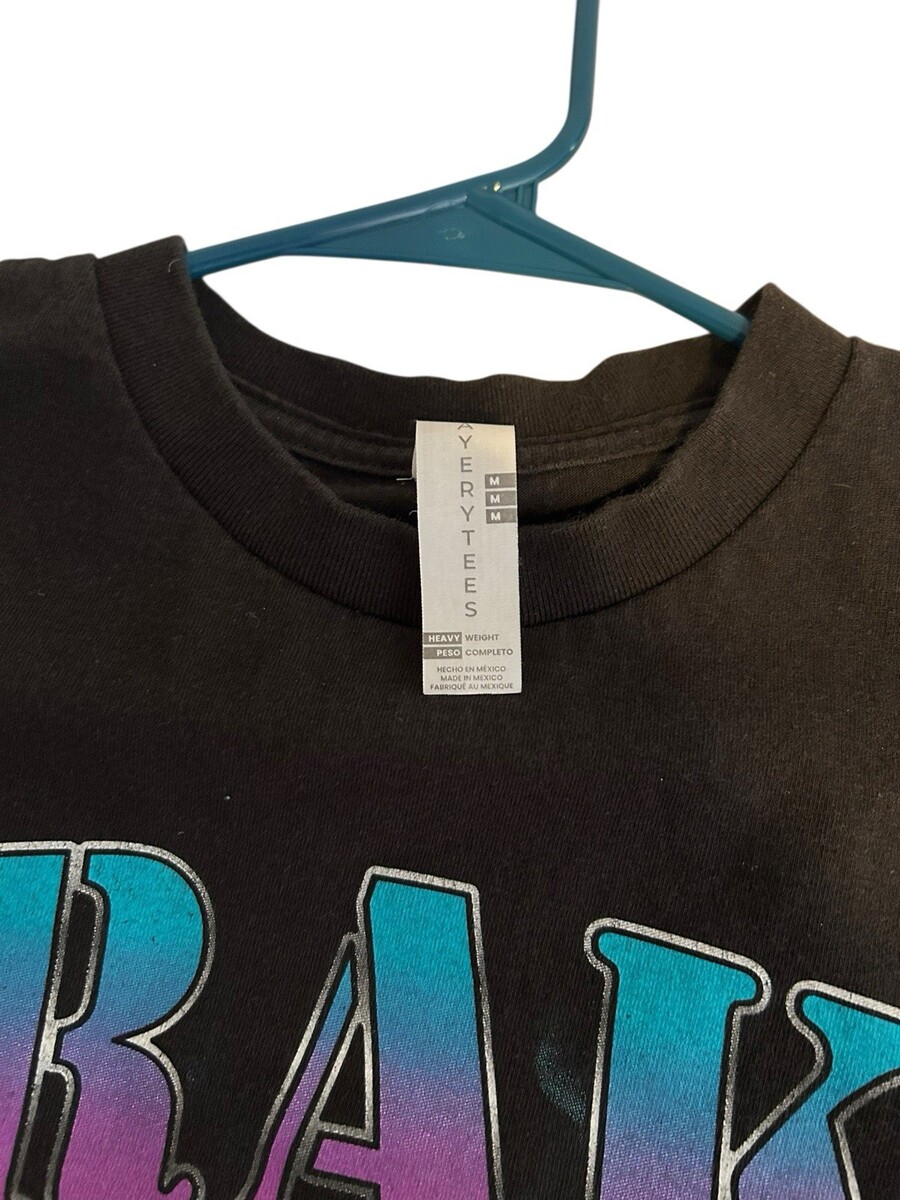 AYERYTEES
M
M
M
HEAVY WEIGHT
PESO COMPLETO
HECHO EN MÉXICO
MADE IN MEXICO
FABRIQUÉ AU MEXIQUE
RAK